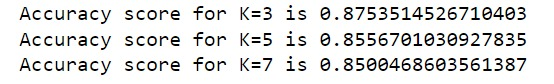 Accuracy score for K=3 is 0.8753514526710403
Accuracy score for K=5 is 0.8556701030927835
Accuracy score for K=7 is 0.8500468603561387